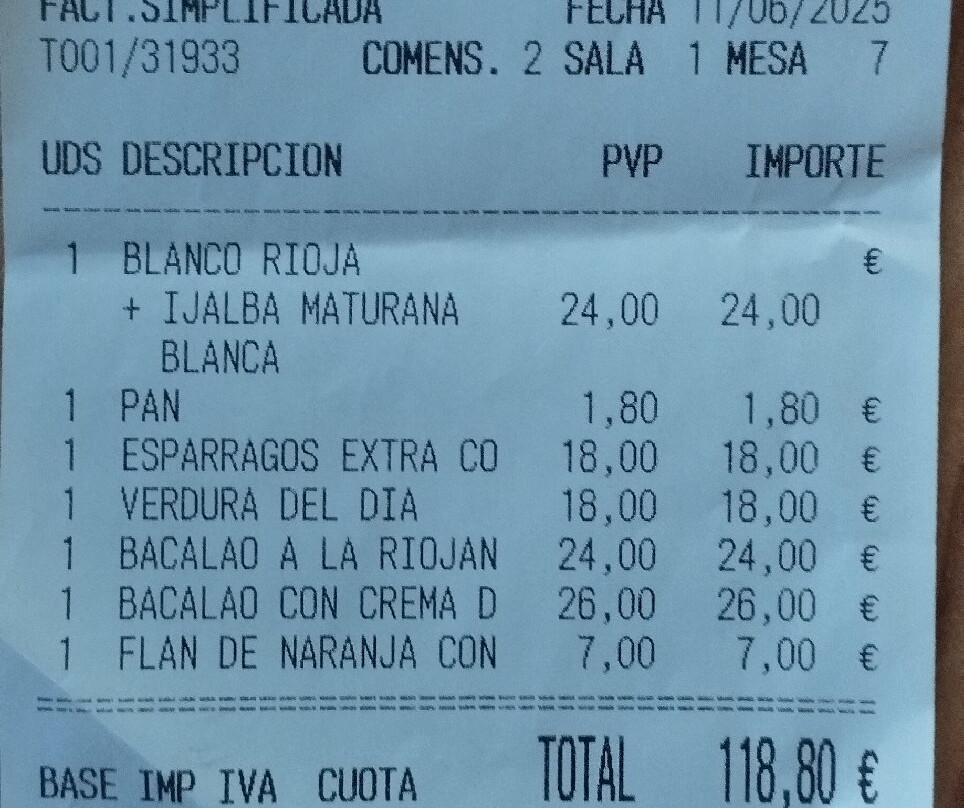 FACT.SIMPLIFICADA FECHA 11/06/2025
T001/31933 COMENS. 2 SALA 1 MESA 7
UDS DESCRIPCION PVP IMPORTE
1 BLANCO RIOJA €
+ IJALBA MATURANA 24,00 24,00
BLANCA
1 PAN 1,80 1,80 €
1 ESPARRAGOS EXTRA CO 18,00 18,00 €
1 VERDURA DEL DIA 18,00 18,00 €
1 BACALAO A LA RIOJAN 24,00 24,00 €
1 BACALAO CON CREMA D 26,00 26,00 €
1 FLAN DE NARANJA CON 7,00 7,00 €
BASE IMP IVA CUOTA TOTAL 118,80 €